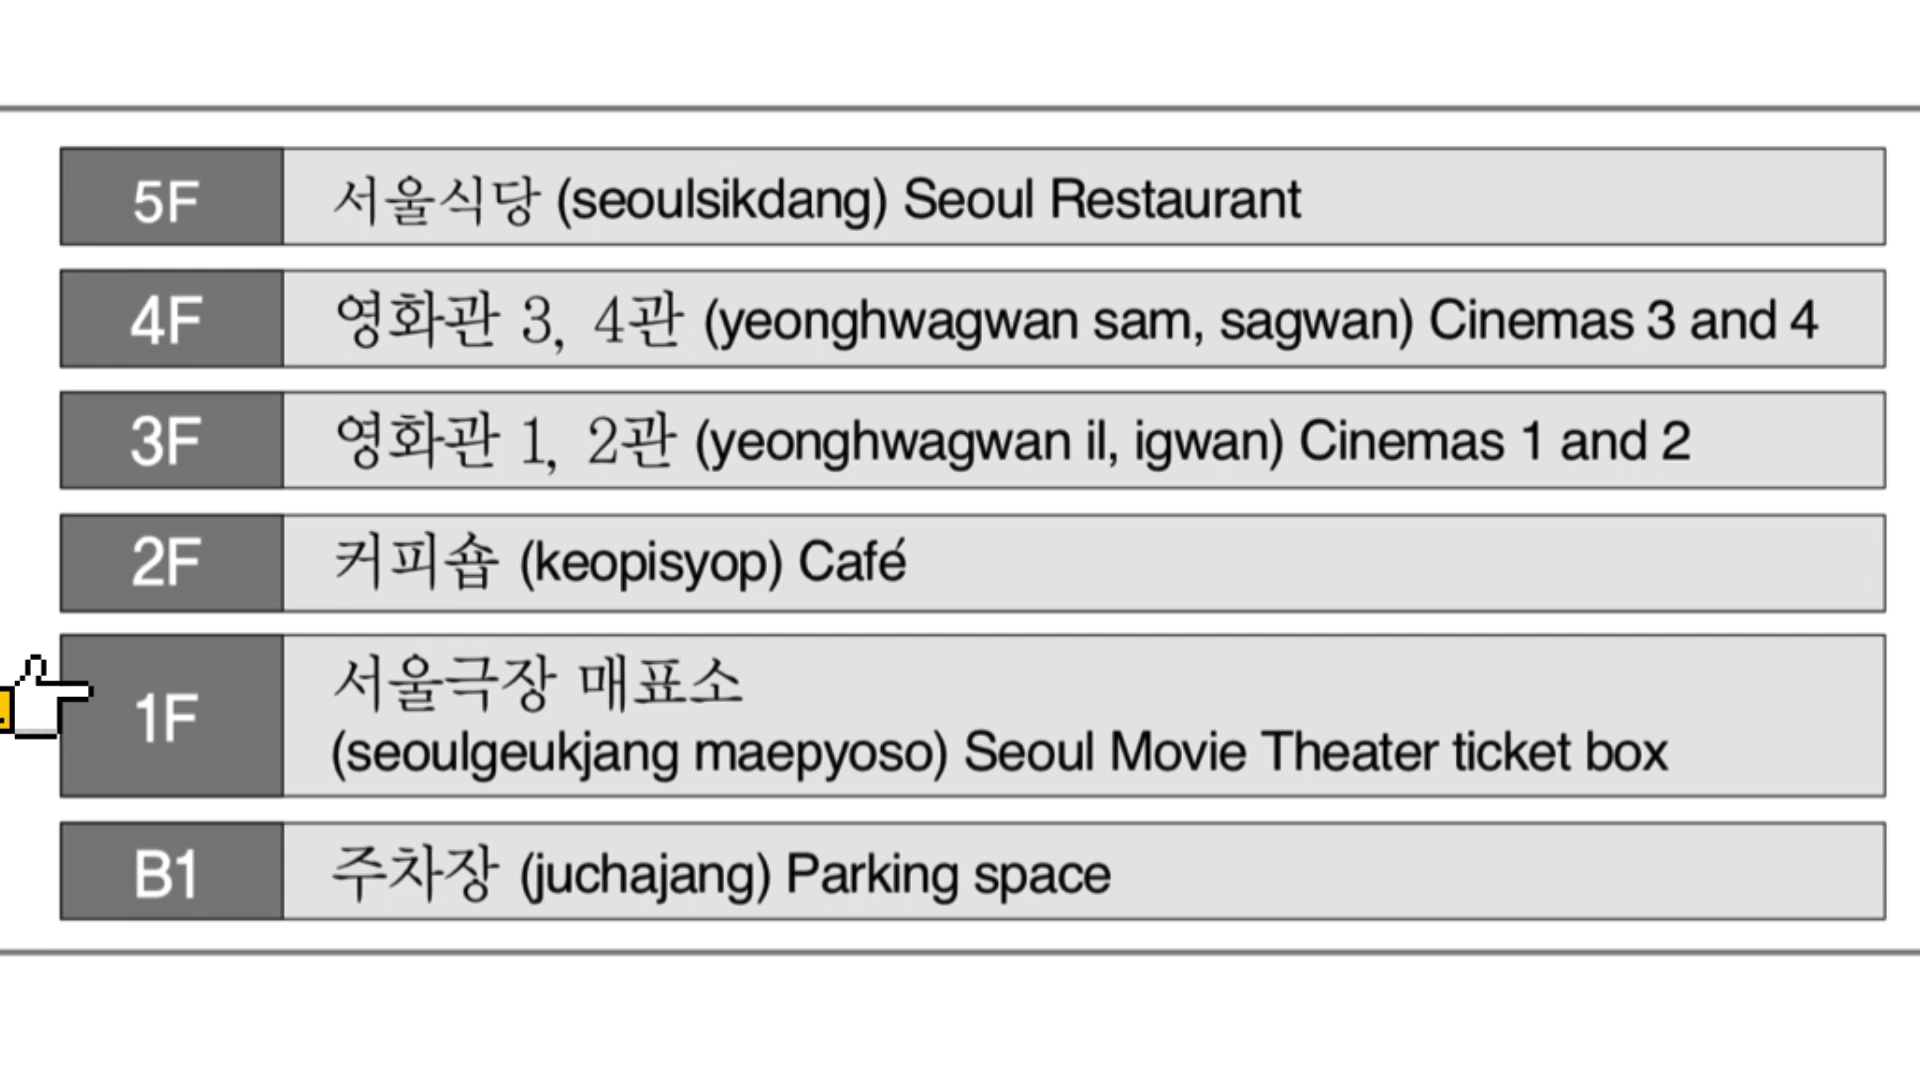 5F 서울식당 (seoulsikdang) Seoul Restaurant
4F 영화관 3, 4관 (yeonghwagwan sam, sagwan) Cinemas 3 and 4
3F 영화관 1, 2관 (yeonghwagwan il, igwan) Cinemas 1 and 2
2F 커피숍 (keopisyop) Café
1F 서울극장 매표소
(seoulgeukjang maepyoso) Seoul Movie Theater ticket box
B1 주차장 (juchajang) Parking space